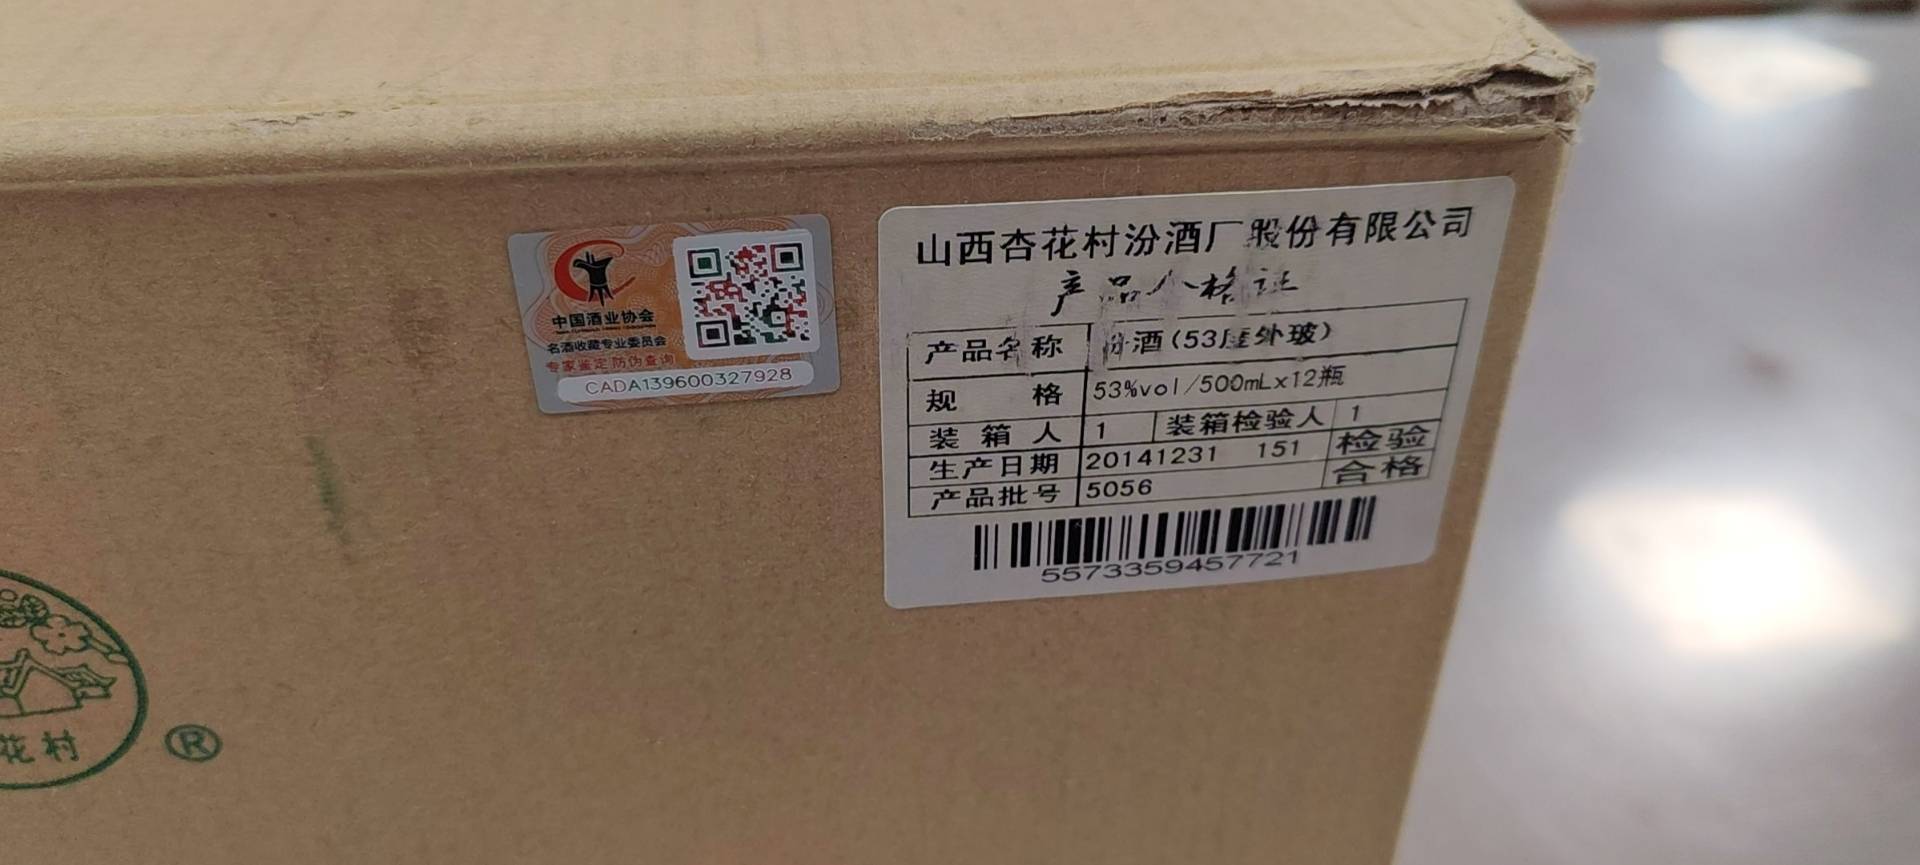 中国酒业协会
名酒收藏专业委员会
专家鉴定 防伪查询
CADA139600327928
山西杏花村汾酒厂股份有限公司
产品合格证
产品名称 汾酒(53度外玻)
规 格 53%vol/500mL×12瓶
装箱人 1 装箱检验人 1
生产日期 20141231 151 检验
产品批号 5056 合格
5573359457721
花村
®